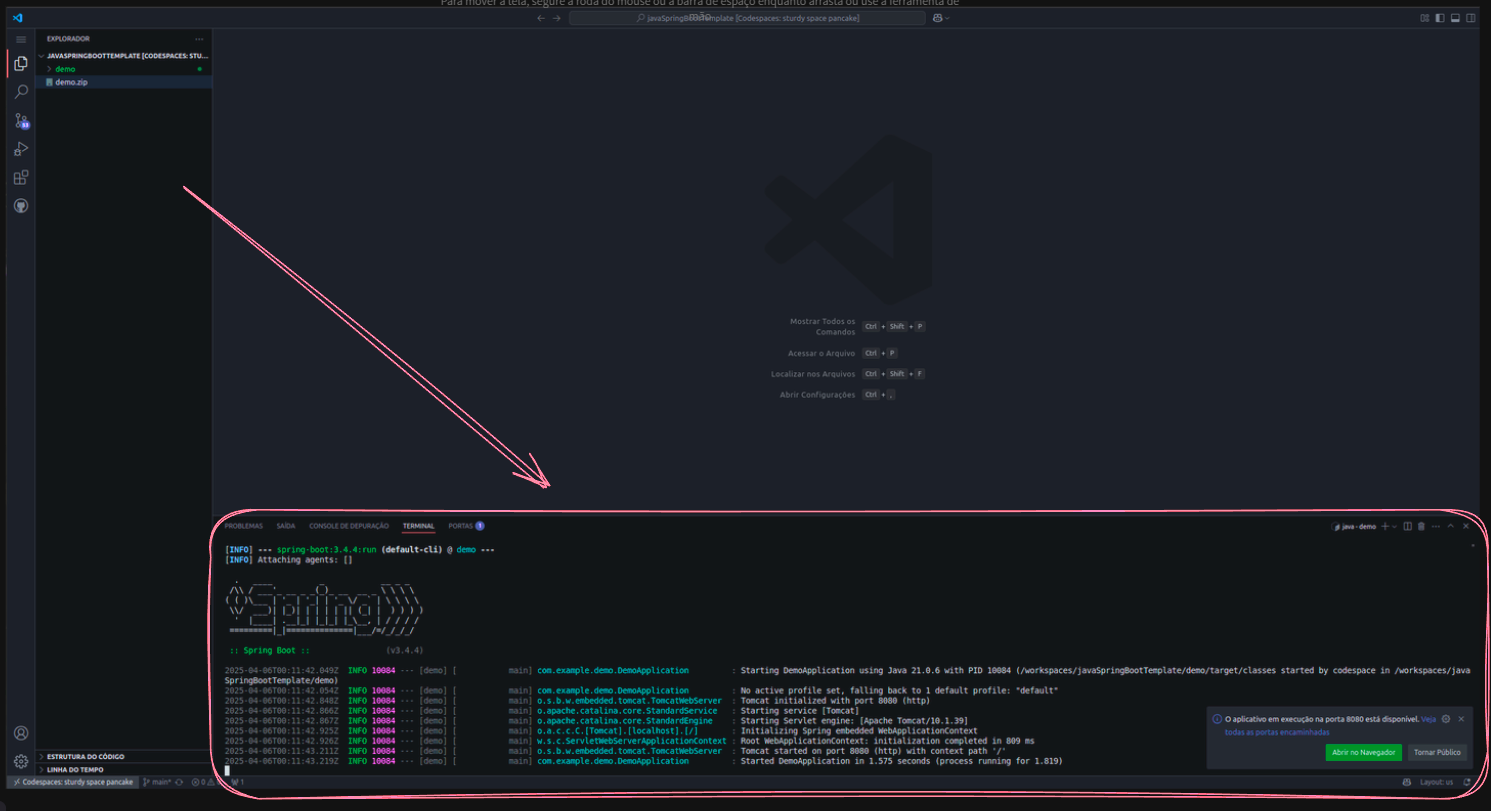 Para mover a tela, segure a roda do mouse ou a barra de espaço enquanto arrasta ou use a ferramenta de
mão
javaSpringBootTemplate [Codespaces: sturdy space pancake]
EXPLORADOR
JAVASPRINGBOOTTEMPLATE [CODESPACES: STU...
demo
demo.zip
Mostrar Todos os
Comandos
Ctrl + Shift + P
Acessar o Arquivo Ctrl + P
Localizar nos Arquivos Ctrl + Shift + F
Abrir Configurações Ctrl + ,
PROBLEMAS SAÍDA CONSOLE DE DEPURAÇÃO TERMINAL PORTAS 1
java - demo
[INFO] --- spring-boot:3.4.4:run (default-cli) @ demo ---
[INFO] Attaching agents: []
:: Spring Boot :: (v3.4.4)
2025-04-06T00:11:42.049Z INFO 10084 --- [demo] [ main] com.example.demo.DemoApplication : Starting DemoApplication using Java 21.0.6 with PID 10084 (/workspaces/javaSpringBootTemplate/demo/target/classes started by codespace in /workspaces/java
SpringBootTemplate/demo)
2025-04-06T00:11:42.054Z INFO 10084 --- [demo] [ main] com.example.demo.DemoApplication : No active profile set, falling back to 1 default profile: "default"
2025-04-06T00:11:42.848Z INFO 10084 --- [demo] [ main] o.s.b.w.embedded.tomcat.TomcatWebServer : Tomcat initialized with port 8080 (http)
2025-04-06T00:11:42.866Z INFO 10084 --- [demo] [ main] o.apache.catalina.core.StandardService : Starting service [Tomcat]
2025-04-06T00:11:42.867Z INFO 10084 --- [demo] [ main] o.apache.catalina.core.StandardEngine : Starting Servlet engine: [Apache Tomcat/10.1.39]
2025-04-06T00:11:42.925Z INFO 10084 --- [demo] [ main] o.a.c.c.C.[Tomcat].[localhost].[/] : Initializing Spring embedded WebApplicationContext
2025-04-06T00:11:42.926Z INFO 10084 --- [demo] [ main] w.s.c.ServletWebServerApplicationContext : Root WebApplicationContext: initialization completed in 809 ms
2025-04-06T00:11:43.211Z INFO 10084 --- [demo] [ main] o.s.b.w.embedded.tomcat.TomcatWebServer : Tomcat started on port 8080 (http) with context path '/'
2025-04-06T00:11:43.219Z INFO 10084 --- [demo] [ main] com.example.demo.DemoApplication : Started DemoApplication in 1.575 seconds (process running for 1.819)
O aplicativo em execução na porta 8080 está disponível. Veja
todas as portas encaminhadas
Abrir no Navegador Tornar Público
ESTRUTURA DO CÓDIGO
LINHA DO TEMPO
Codespaces: sturdy space pancake main* 0 1 Layout: us